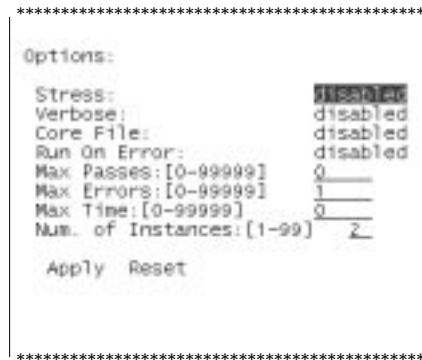 ************************************************
Options:
Stress: disabled
Verbose: disabled
Core File: disabled
Run On Error: disabled
Max Passes:[0-99999] 0
Max Errors:[0-99999] 1
Max Time:[0-99999] 0
Num. of Instances:[1-99] 2
Apply Reset
************************************************